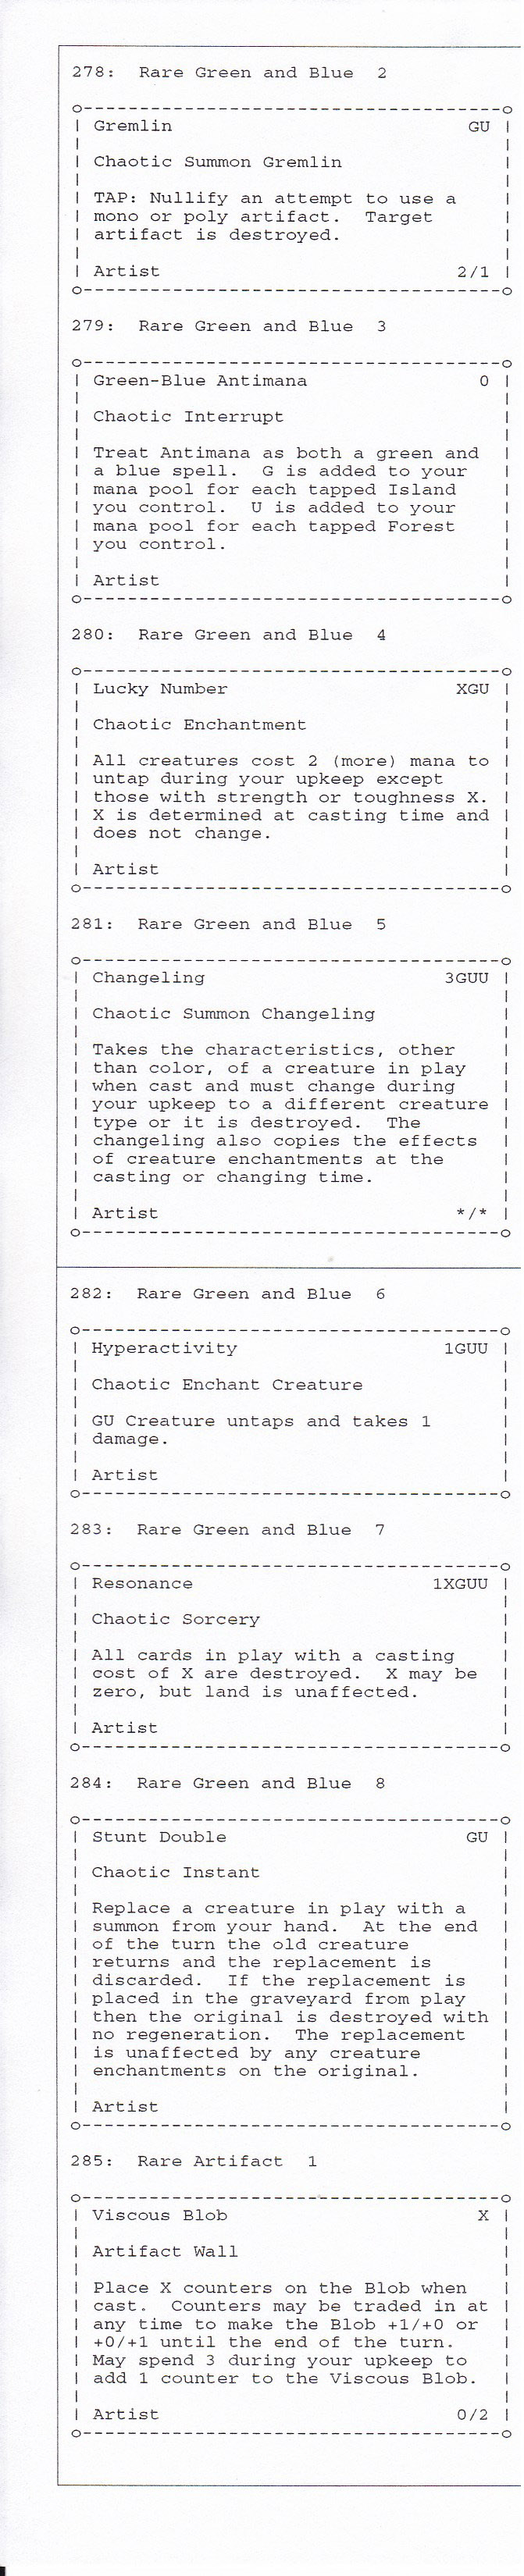 278:  Rare Green and Blue  2
o--------------------------------------o
| Gremlin GU |
| Chaotic Summon Gremlin |
| TAP: Nullify an attempt to use a |
| mono or poly artifact.  Target |
| artifact is destroyed. |
| Artist 2/1 |
o--------------------------------------o
279:  Rare Green and Blue  3
o--------------------------------------o
| Green-Blue Antimana 0 |
| Chaotic Interrupt |
| Treat Antimana as both a green and |
| a blue spell.  G is added to your |
| mana pool for each tapped Island |
| you control.  U is added to your |
| mana pool for each tapped Forest |
| you control. |
| Artist |
o--------------------------------------o
280:  Rare Green and Blue  4
o--------------------------------------o
| Lucky Number XGU |
| Chaotic Enchantment |
| All creatures cost 2 (more) mana to |
| untap during your upkeep except |
| those with strength or toughness X. |
| X is determined at casting time and |
| does not change. |
| Artist |
o--------------------------------------o
281:  Rare Green and Blue  5
o--------------------------------------o
| Changeling 3GUU |
| Chaotic Summon Changeling |
| Takes the characteristics, other |
| than color, of a creature in play |
| when cast and must change during |
| your upkeep to a different creature |
| type or it is destroyed.  The |
| changeling also copies the effects |
| of creature enchantments at the |
| casting or changing time. |
| Artist */* |
o--------------------------------------o
282:  Rare Green and Blue  6
o--------------------------------------o
| Hyperactivity 1GUU |
| Chaotic Enchant Creature |
| GU Creature untaps and takes 1 |
| damage. |
| Artist |
o--------------------------------------o
283:  Rare Green and Blue  7
o--------------------------------------o
| Resonance 1XGUU |
| Chaotic Sorcery |
| All cards in play with a casting |
| cost of X are destroyed.  X may be |
| zero, but land is unaffected. |
| Artist |
o--------------------------------------o
284:  Rare Green and Blue  8
o--------------------------------------o
| Stunt Double GU |
| Chaotic Instant |
| Replace a creature in play with a |
| summon from your hand.  At the end |
| of the turn the old creature |
| returns and the replacement is |
| discarded.  If the replacement is |
| placed in the graveyard from play |
| then the original is destroyed with |
| no regeneration.  The replacement |
| is unaffected by any creature |
| enchantments on the original. |
| Artist |
o--------------------------------------o
285:  Rare Artifact  1
o--------------------------------------o
| Viscous Blob X |
| Artifact Wall |
| Place X counters on the Blob when |
| cast.  Counters may be traded in at |
| any time to make the Blob +1/+0 or |
| +0/+1 until the end of the turn. |
| May spend 3 during your upkeep to |
| add 1 counter to the Viscous Blob. |
| Artist 0/2 |
o--------------------------------------o